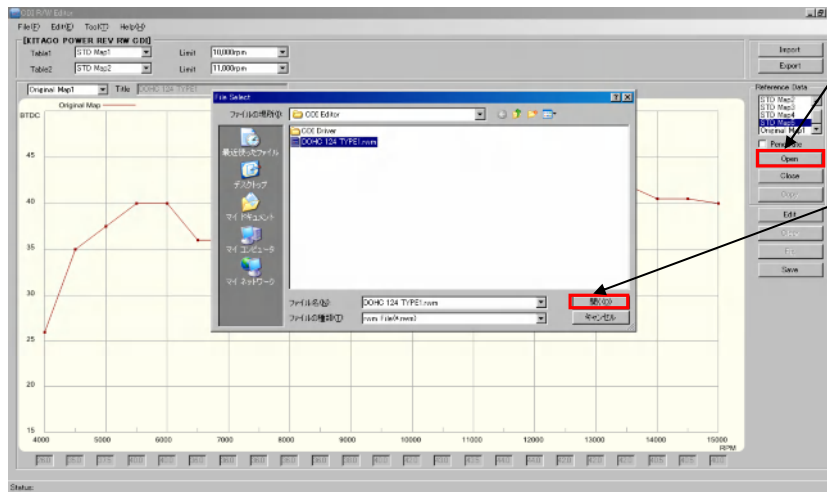 CDI R/W Editor
File(F) Edit(E) Tool(T) Help(H)
[KITACO POWER REV RW CDI]
Table1 STD Map1 Limit 10,000rpm
Table2 STD Map2 Limit 11,000rpm
Import
Export
Original Map1 Title DOHC 124 TYPE1
Original Map
BTDC
45
40
35
30
25
20
15
4000 5000 6000 7000 8000 9000 10000 11000 12000 13000 14000 15000
RPM
File Select
ファイルの場所(I): CDI Editor
CDI Driver
DOHC 124 TYPE1.rwm
最近使ったファイル
デスクトップ
マイ ドキュメント
マイ コンピュータ
マイ ネットワーク
ファイル名(N): DOHC 124 TYPE1.rwm 開く(O)
ファイルの種類(T): rwm File(*.rwm) キャンセル
Reference Data
STD Map2
STD Map3
STD Map4
STD Map5
Original Map1
Open
Close
Copy
Edit
Save
Status: